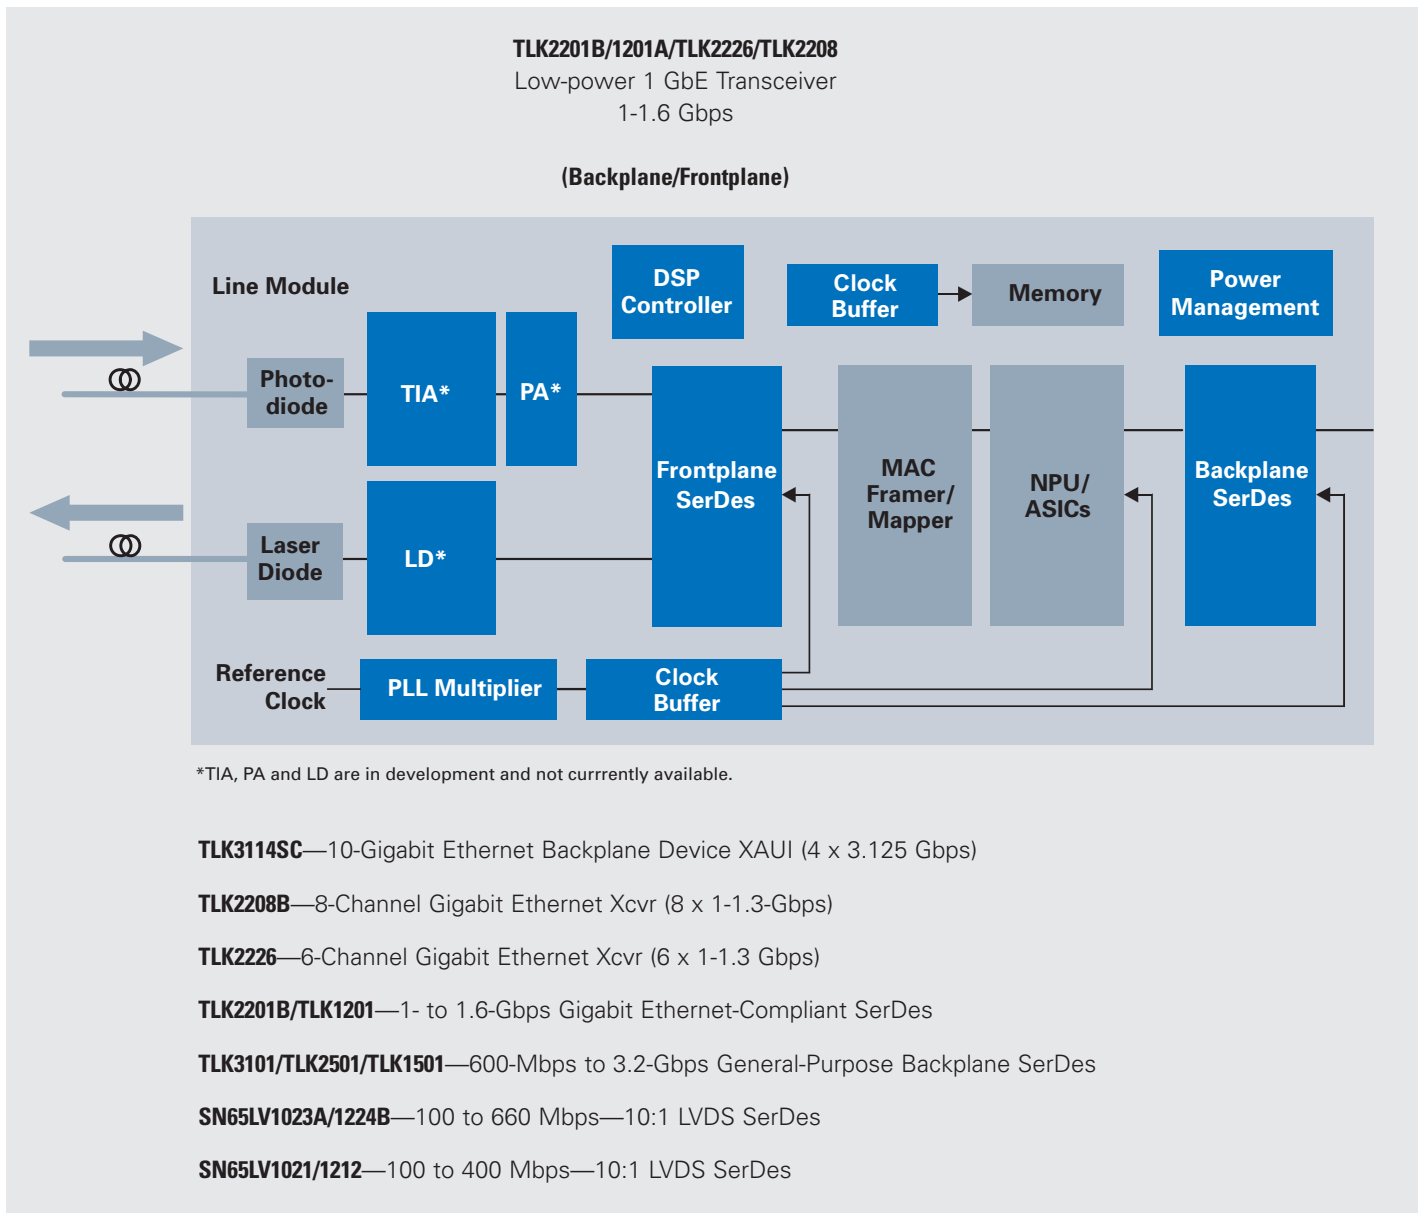 TLK2201B/1201A/TLK2226/TLK2208
Low-power 1 GbE Transceiver
1-1.6 Gbps
(Backplane/Frontplane)
Line Module
DSP
Controller
Clock
Buffer
Memory
Power
Management
Photo-
diode
TIA*
PA*
Frontplane
SerDes
MAC
Framer/
Mapper
NPU/
ASICs
Backplane
SerDes
Laser
Diode
LD*
Reference
Clock
PLL Multiplier
Clock
Buffer
*TIA, PA and LD are in development and not currrently available.
TLK3114SC—10-Gigabit Ethernet Backplane Device XAUI (4 x 3.125 Gbps)
TLK2208B—8-Channel Gigabit Ethernet Xcvr (8 x 1-1.3-Gbps)
TLK2226—6-Channel Gigabit Ethernet Xcvr (6 x 1-1.3 Gbps)
TLK2201B/TLK1201—1- to 1.6-Gbps Gigabit Ethernet-Compliant SerDes
TLK3101/TLK2501/TLK1501—600-Mbps to 3.2-Gbps General-Purpose Backplane SerDes
SN65LV1023A/1224B—100 to 660 Mbps—10:1 LVDS SerDes
SN65LV1021/1212—100 to 400 Mbps—10:1 LVDS SerDes